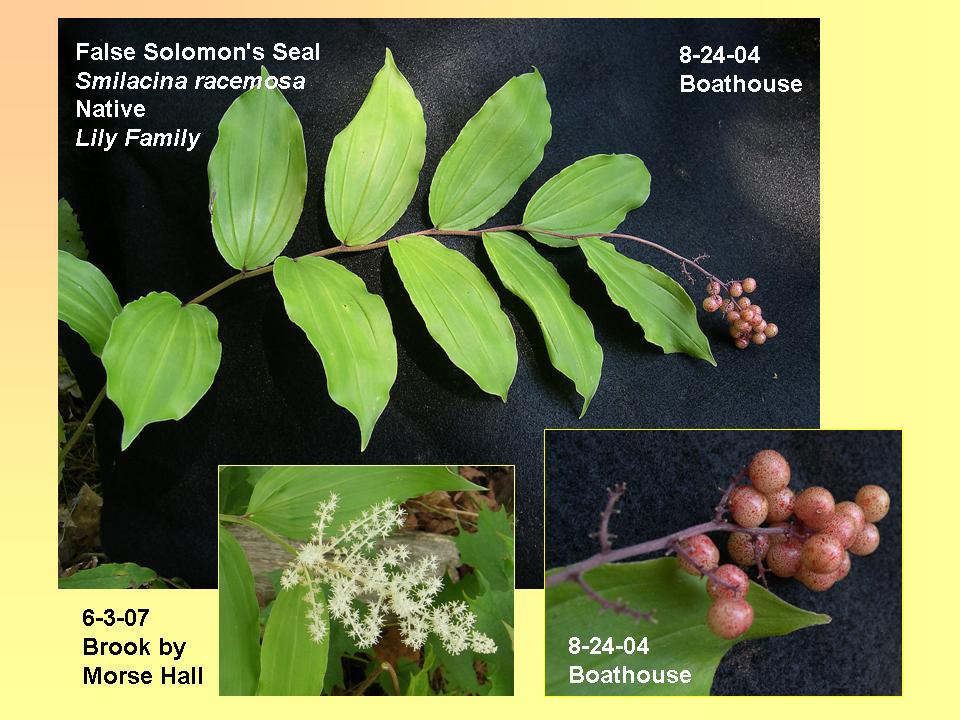 False Solomon's Seal
Smilacina racemosa
Native
Lily Family
8-24-04
Boathouse
6-3-07
Brook by
Morse Hall
8-24-04
Boathouse